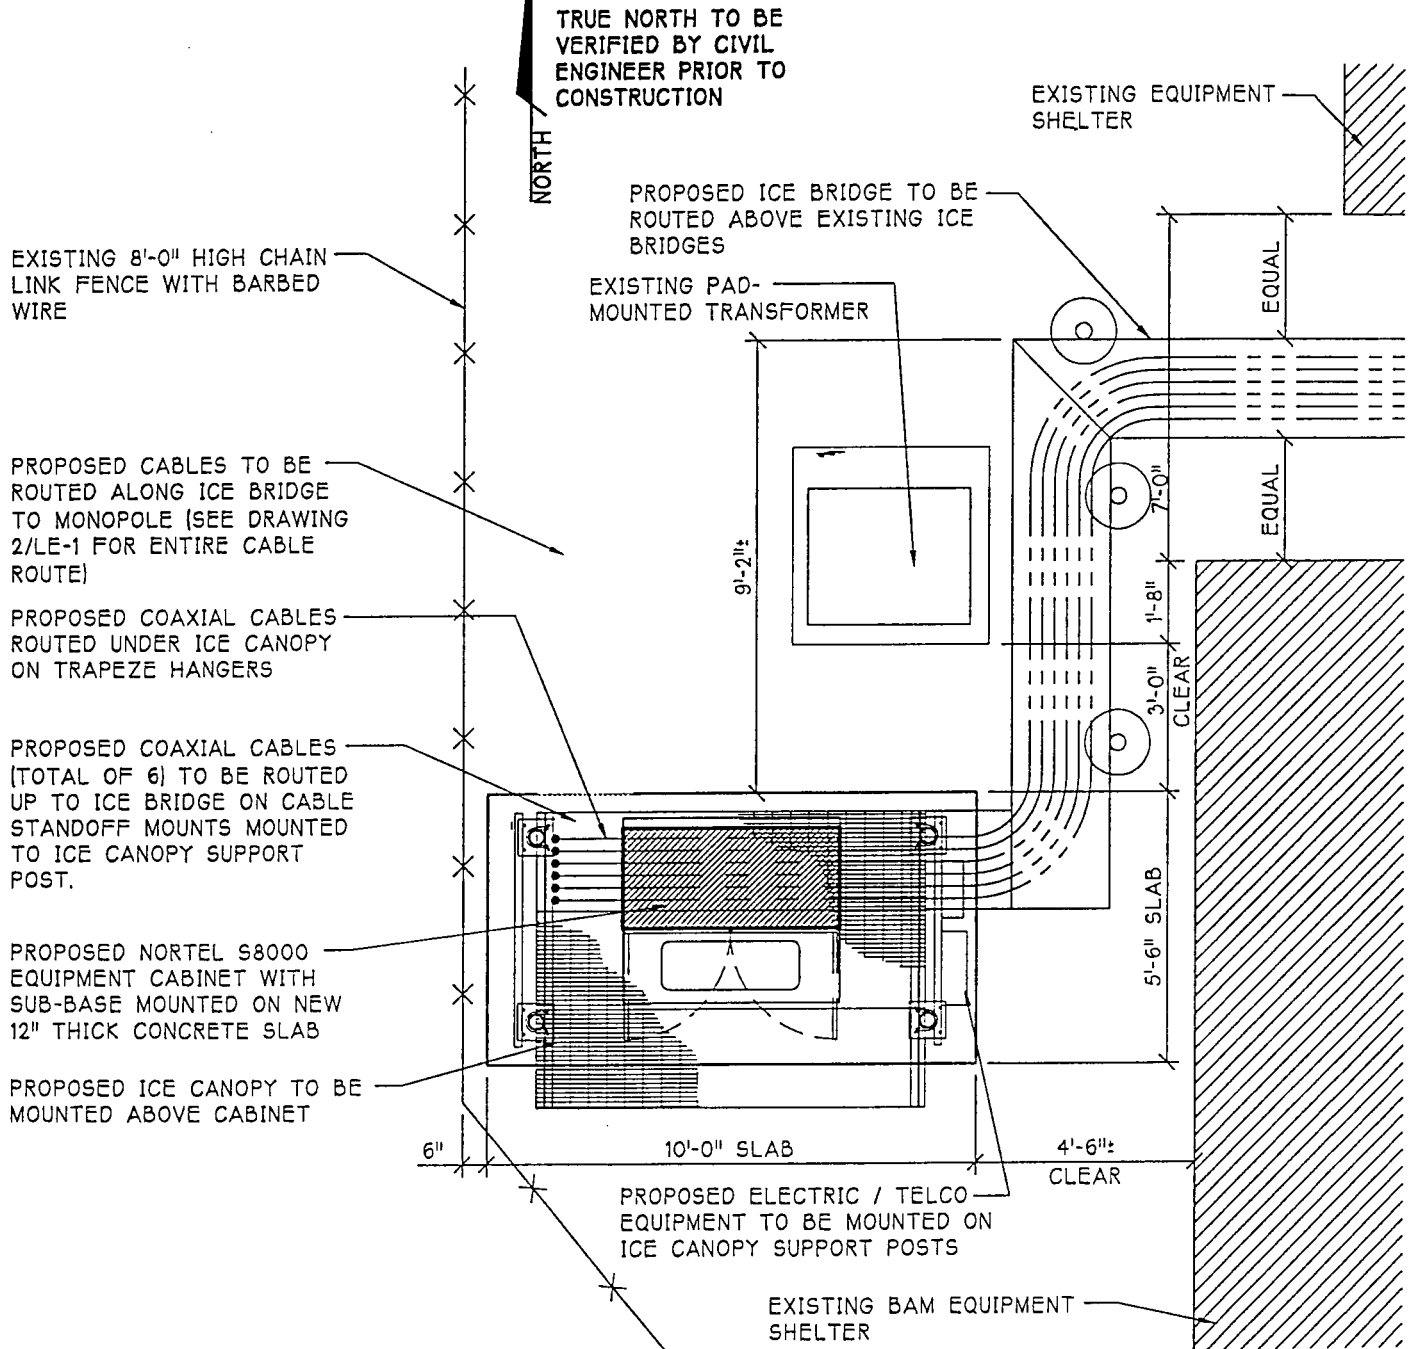 TRUE NORTH TO BE
VERIFIED BY CIVIL
ENGINEER PRIOR TO
CONSTRUCTION
NORTH
EXISTING EQUIPMENT
SHELTER
PROPOSED ICE BRIDGE TO BE
ROUTED ABOVE EXISTING ICE
BRIDGES
EXISTING 8'-0" HIGH CHAIN
LINK FENCE WITH BARBED
WIRE
EXISTING PAD-
MOUNTED TRANSFORMER
EQUAL
PROPOSED CABLES TO BE
ROUTED ALONG ICE BRIDGE
TO MONOPOLE (SEE DRAWING
2/LE-1 FOR ENTIRE CABLE
ROUTE)
7'-0"
EQUAL
9'-2"±
1'-8"
PROPOSED COAXIAL CABLES
ROUTED UNDER ICE CANOPY
ON TRAPEZE HANGERS
3'-0"
CLEAR
PROPOSED COAXIAL CABLES
(TOTAL OF 6) TO BE ROUTED
UP TO ICE BRIDGE ON CABLE
STANDOFF MOUNTS MOUNTED
TO ICE CANOPY SUPPORT
POST.
5'-6" SLAB
PROPOSED NORTEL S8000
EQUIPMENT CABINET WITH
SUB-BASE MOUNTED ON NEW
12" THICK CONCRETE SLAB
PROPOSED ICE CANOPY TO BE
MOUNTED ABOVE CABINET
6"
10'-0" SLAB
4'-6"±
CLEAR
PROPOSED ELECTRIC / TELCO
EQUIPMENT TO BE MOUNTED ON
ICE CANOPY SUPPORT POSTS
EXISTING BAM EQUIPMENT
SHELTER